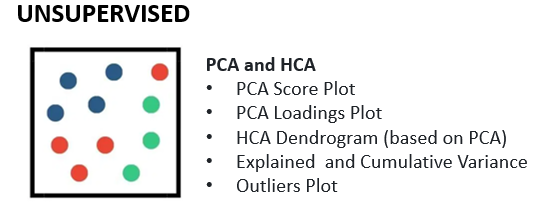 UNSUPERVISED
PCA and HCA
• PCA Score Plot
• PCA Loadings Plot
• HCA Dendrogram (based on PCA)
• Explained and Cumulative Variance
• Outliers Plot